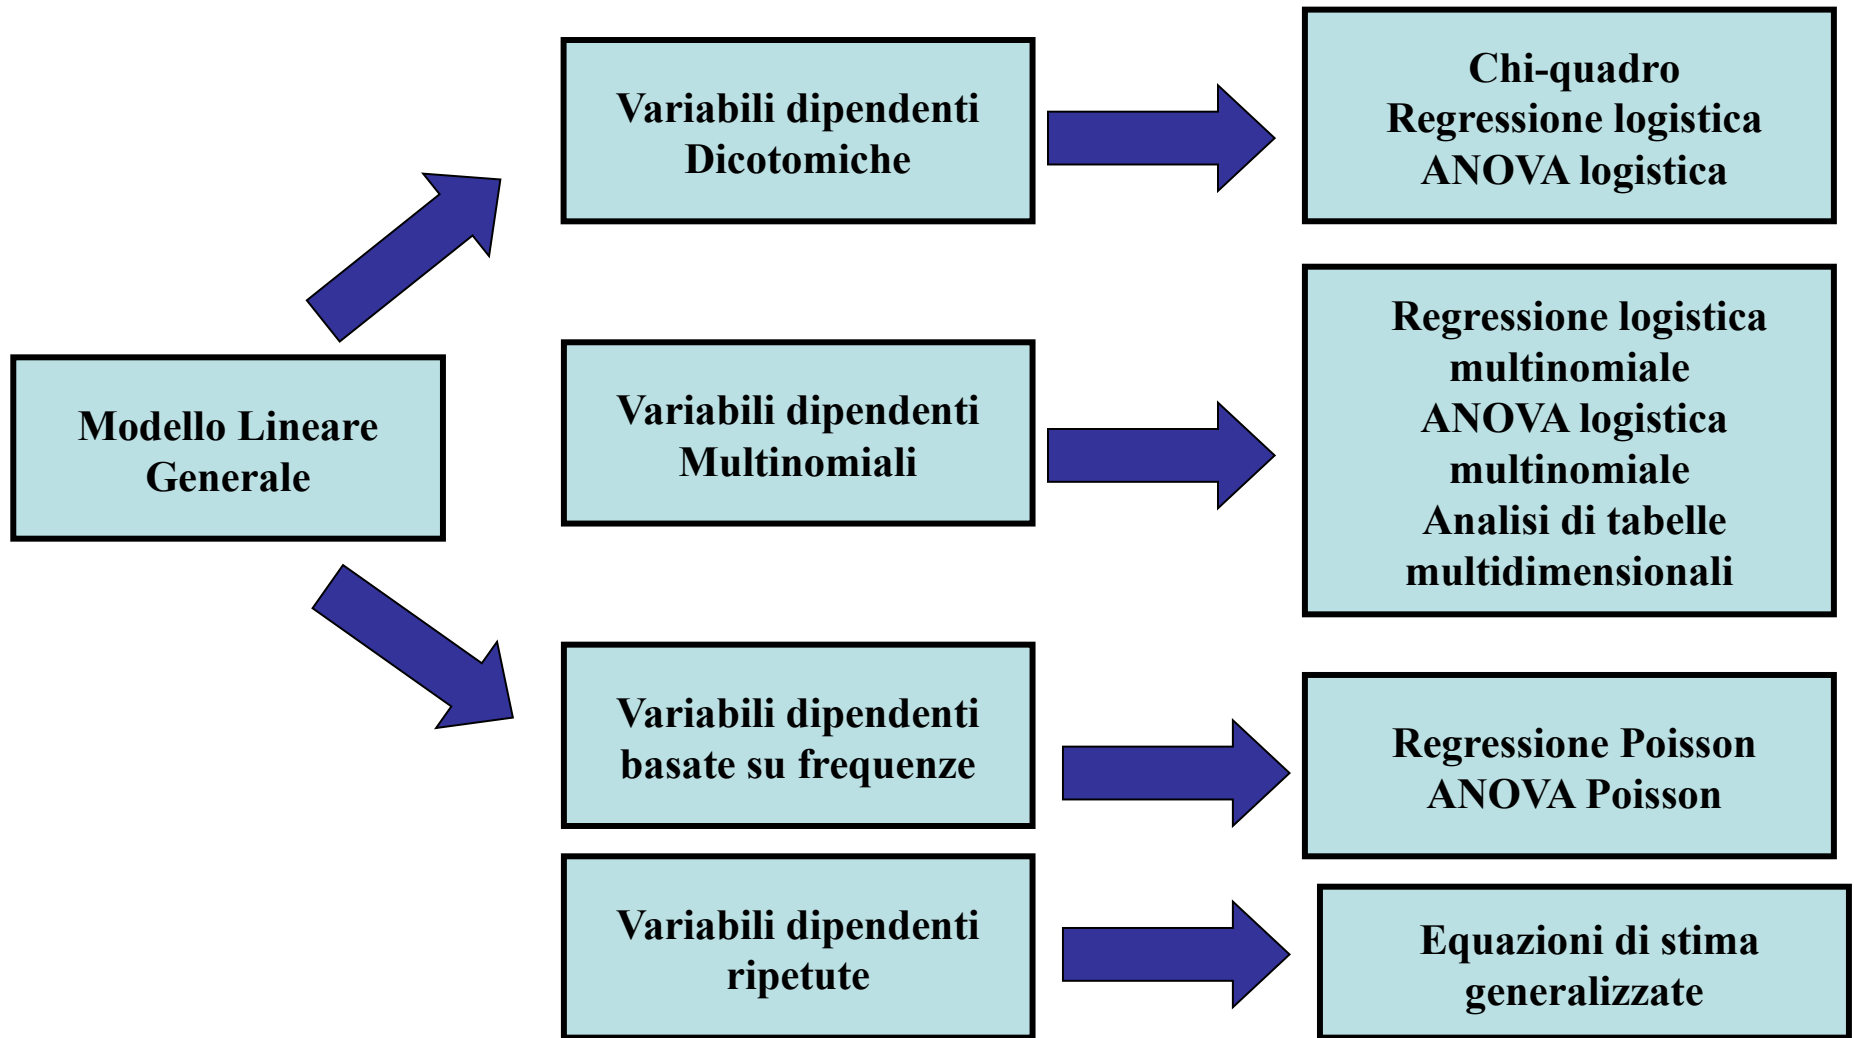 Modello Lineare
Generale
Variabili dipendenti
Dicotomiche
Chi-quadro
Regressione logistica
ANOVA logistica
Variabili dipendenti
Multinomiali
Regressione logistica
multinomiale
ANOVA logistica
multinomiale
Analisi di tabelle
multidimensionali
Variabili dipendenti
basate su frequenze
Regressione Poisson
ANOVA Poisson
Variabili dipendenti
ripetute
Equazioni di stima
generalizzate